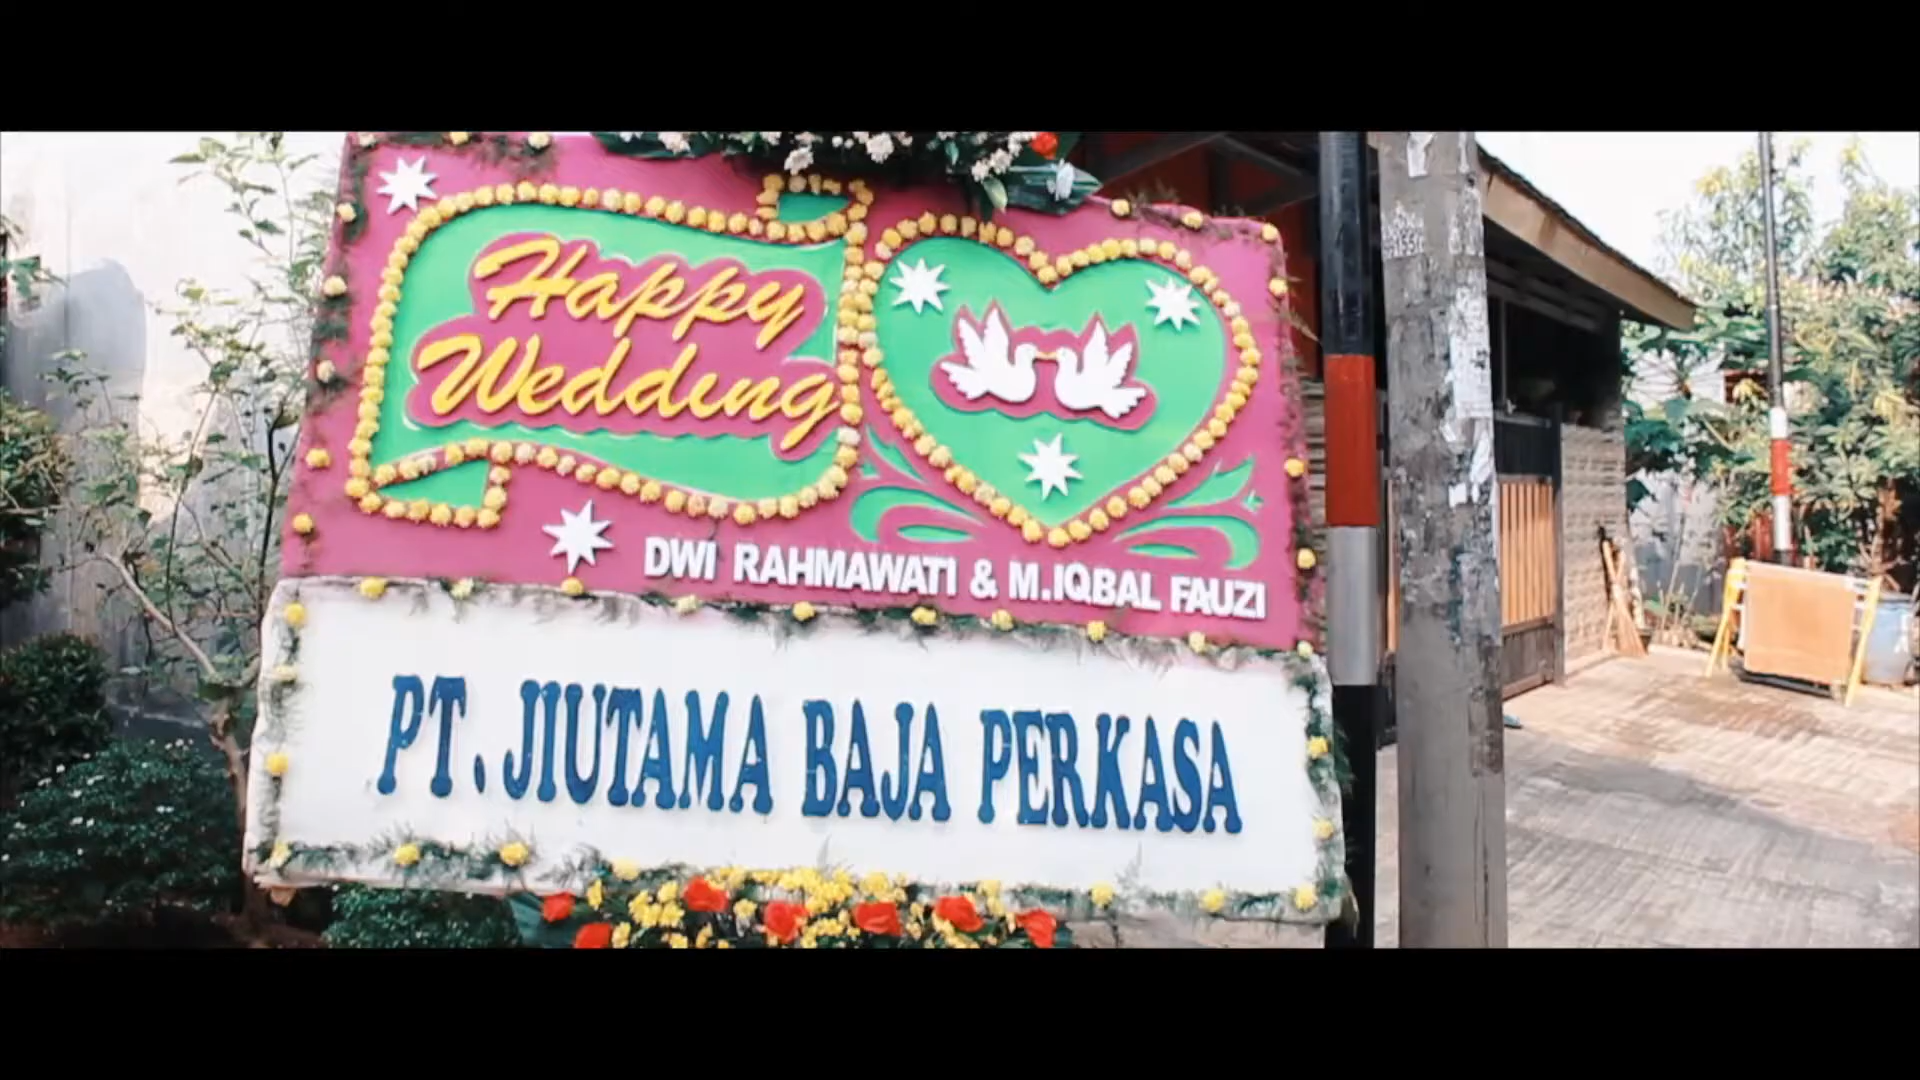 Happy
Wedding
DWI RAHMAWATI & M.IQBAL FAUZI
PT. JIUTAMA BAJA PERKASA